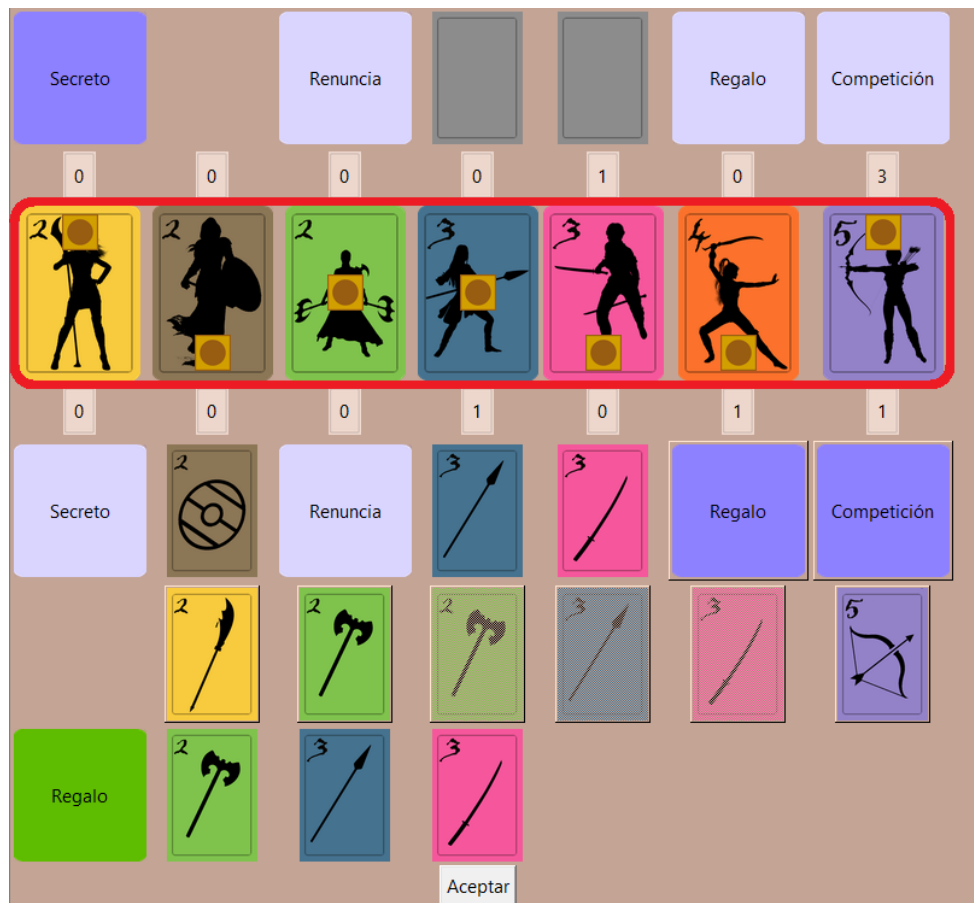 Secreto Renuncia Regalo Competición
0 0 0 0 1 0 3
2 2 2 3 3 4 5
0 0 0 1 0 1 1
Secreto 2 Renuncia 3 3 Regalo Competición
2 2 2 3 3 5
Regalo 2 3 3
Aceptar